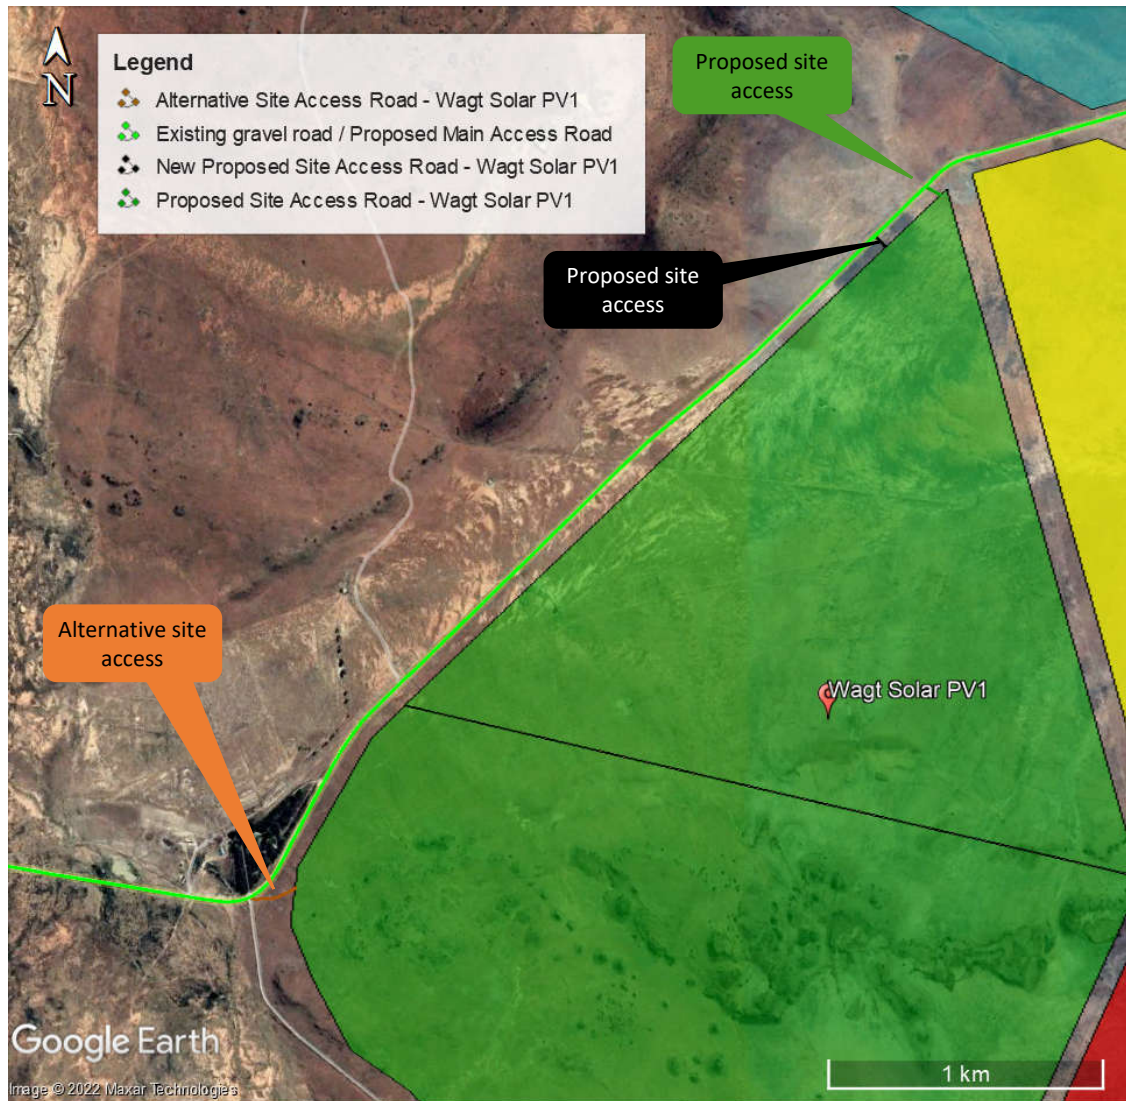 N
Legend
Alternative Site Access Road - Wagt Solar PV1
Existing gravel road / Proposed Main Access Road
New Proposed Site Access Road - Wagt Solar PV1
Proposed Site Access Road - Wagt Solar PV1
Proposed site
access
Proposed site
access
Alternative site
access
Wagt Solar PV1
Google Earth
Image © 2022 Maxar Technologies
1 km